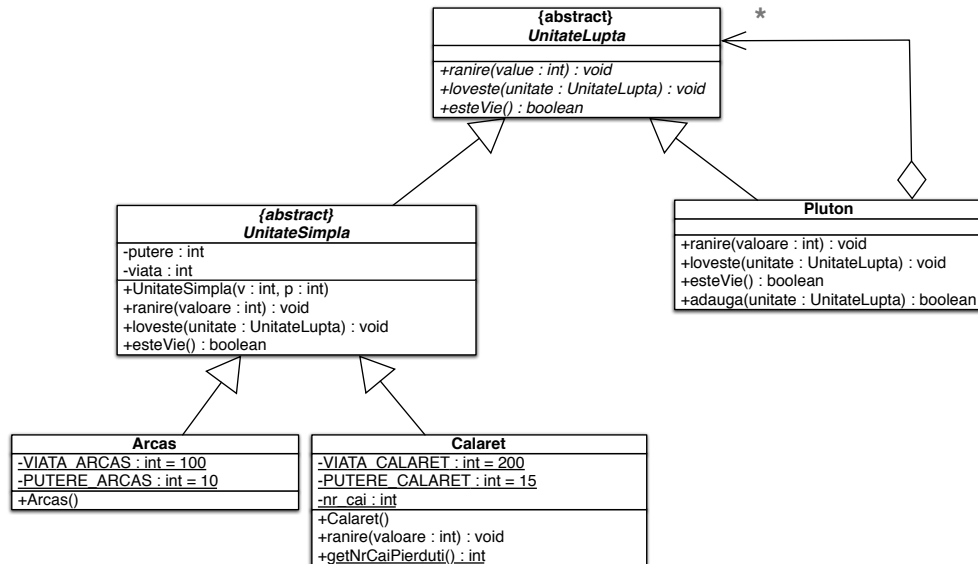 {abstract}
UnitateLupta
*
+ranire(value : int) : void
+loveste(unitate : UnitateLupta) : void
+esteVie() : boolean
{abstract}
UnitateSimpla
-putere : int
-viata : int
+UnitateSimpla(v : int, p : int)
+ranire(valoare : int) : void
+loveste(unitate : UnitateLupta) : void
+esteVie() : boolean
Pluton
+ranire(valoare : int) : void
+loveste(unitate : UnitateLupta) : void
+esteVie() : boolean
+adauga(unitate : UnitateLupta) : boolean
Arcas
-VIATA_ARCAS : int = 100
-PUTERE_ARCAS : int = 10
+Arcas()
Calaret
-VIATA_CALARET : int = 200
-PUTERE_CALARET : int = 15
-nr_cai : int
+Calaret()
+ranire(valoare : int) : void
+getNrCaiPierduti() : int